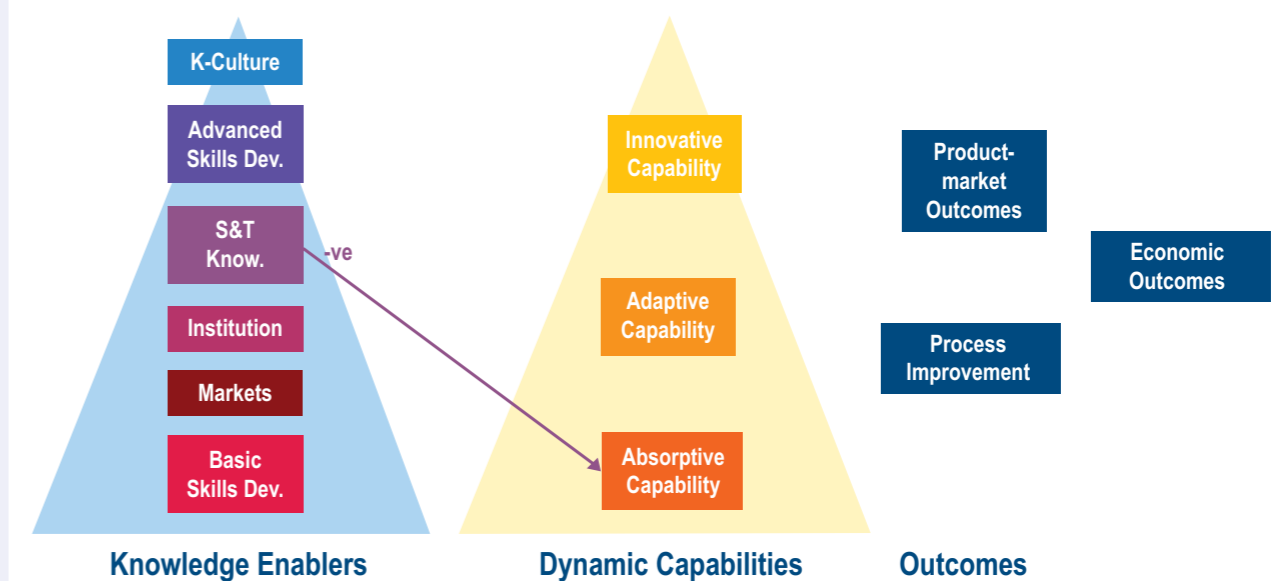 K-Culture
Advanced
Skills Dev.
S&T
Know.
-ve
Institution
Markets
Basic
Skills Dev.
Knowledge Enablers
Innovative
Capability
Adaptive
Capability
Absorptive
Capability
Dynamic Capabilities
Product-
market
Outcomes
Economic
Outcomes
Process
Improvement
Outcomes